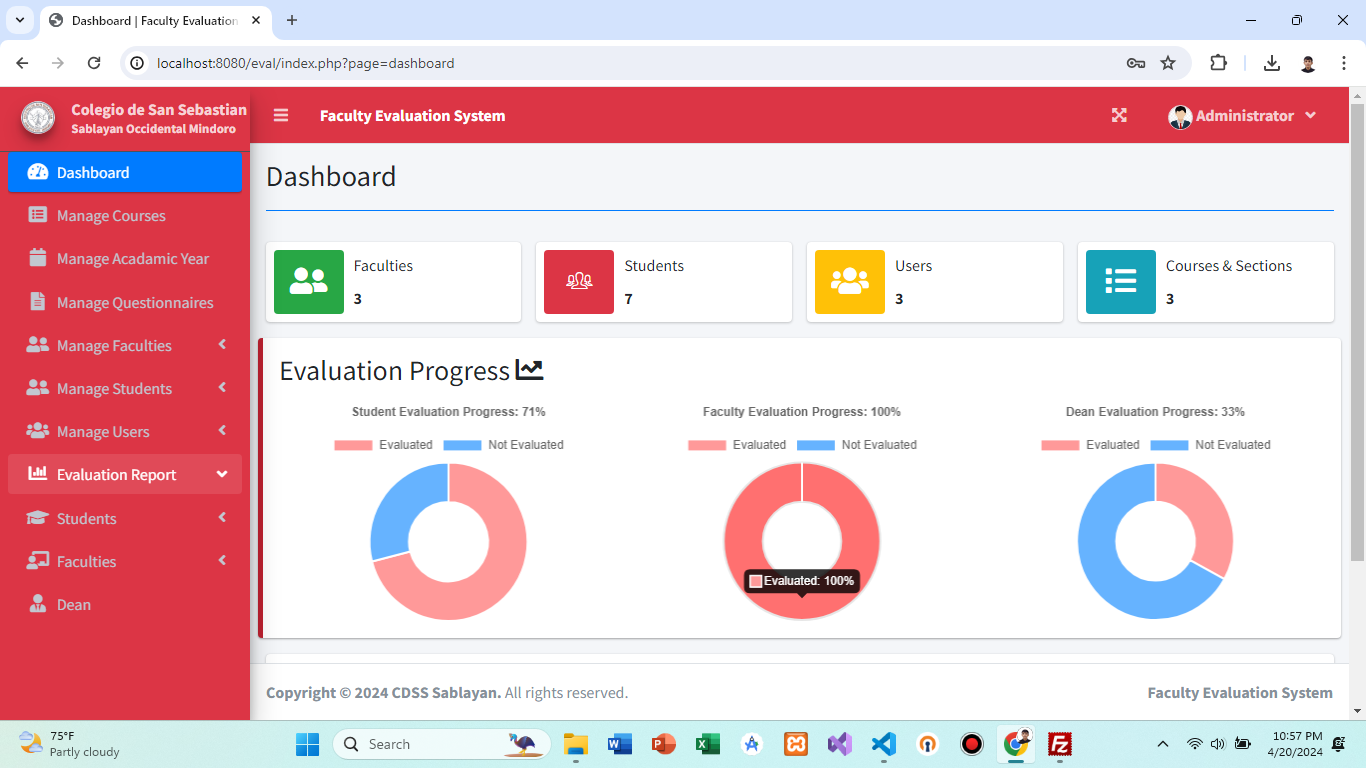 Dashboard | Faculty Evaluation
localhost:8080/eval/index.php?page=dashboard
Colegio de San Sebastian
Sablayan Occidental Mindoro
Faculty Evaluation System
Administrator
Dashboard
Manage Courses
Manage Acadamic Year
Manage Questionnaires
Manage Faculties
Manage Students
Manage Users
Evaluation Report
Students
Faculties
Dean
Dashboard
Faculties
3
Students
7
Users
3
Courses & Sections
3
Evaluation Progress
Student Evaluation Progress: 71%
Evaluated Not Evaluated
Faculty Evaluation Progress: 100%
Evaluated Not Evaluated
Evaluated: 100%
Dean Evaluation Progress: 33%
Evaluated Not Evaluated
Copyright © 2024 CDSS Sablayan. All rights reserved.
Faculty Evaluation System
75°F
Partly cloudy
Search
10:57 PM
4/20/2024